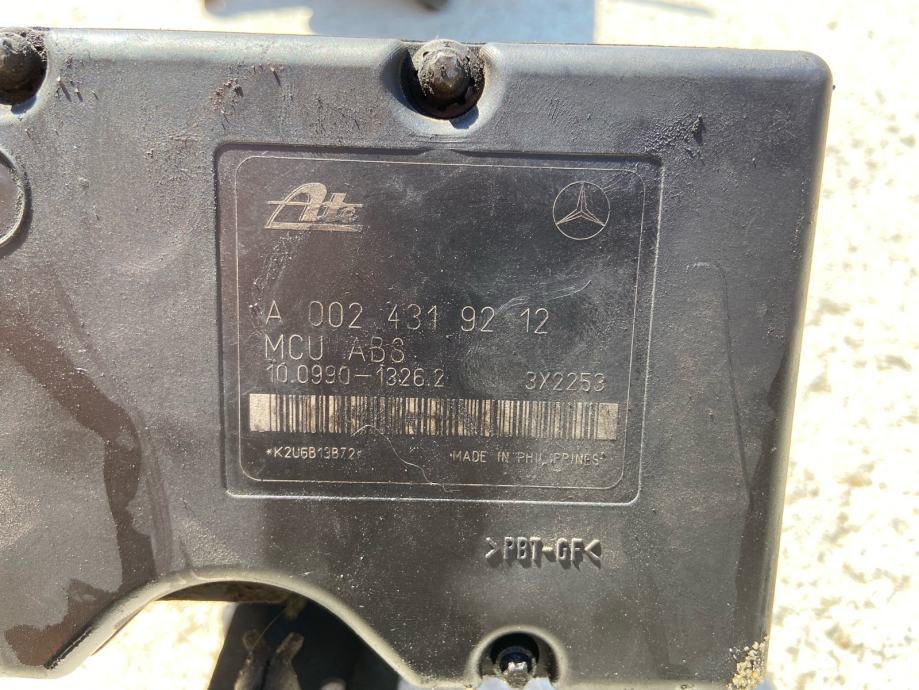 Ate
A 002 431 92 12
MCU ABS
10.0990-1326.2 3X2253
*K2U6B13B72*
*MADE IN PHILIPPINES*
>PBT-GF<